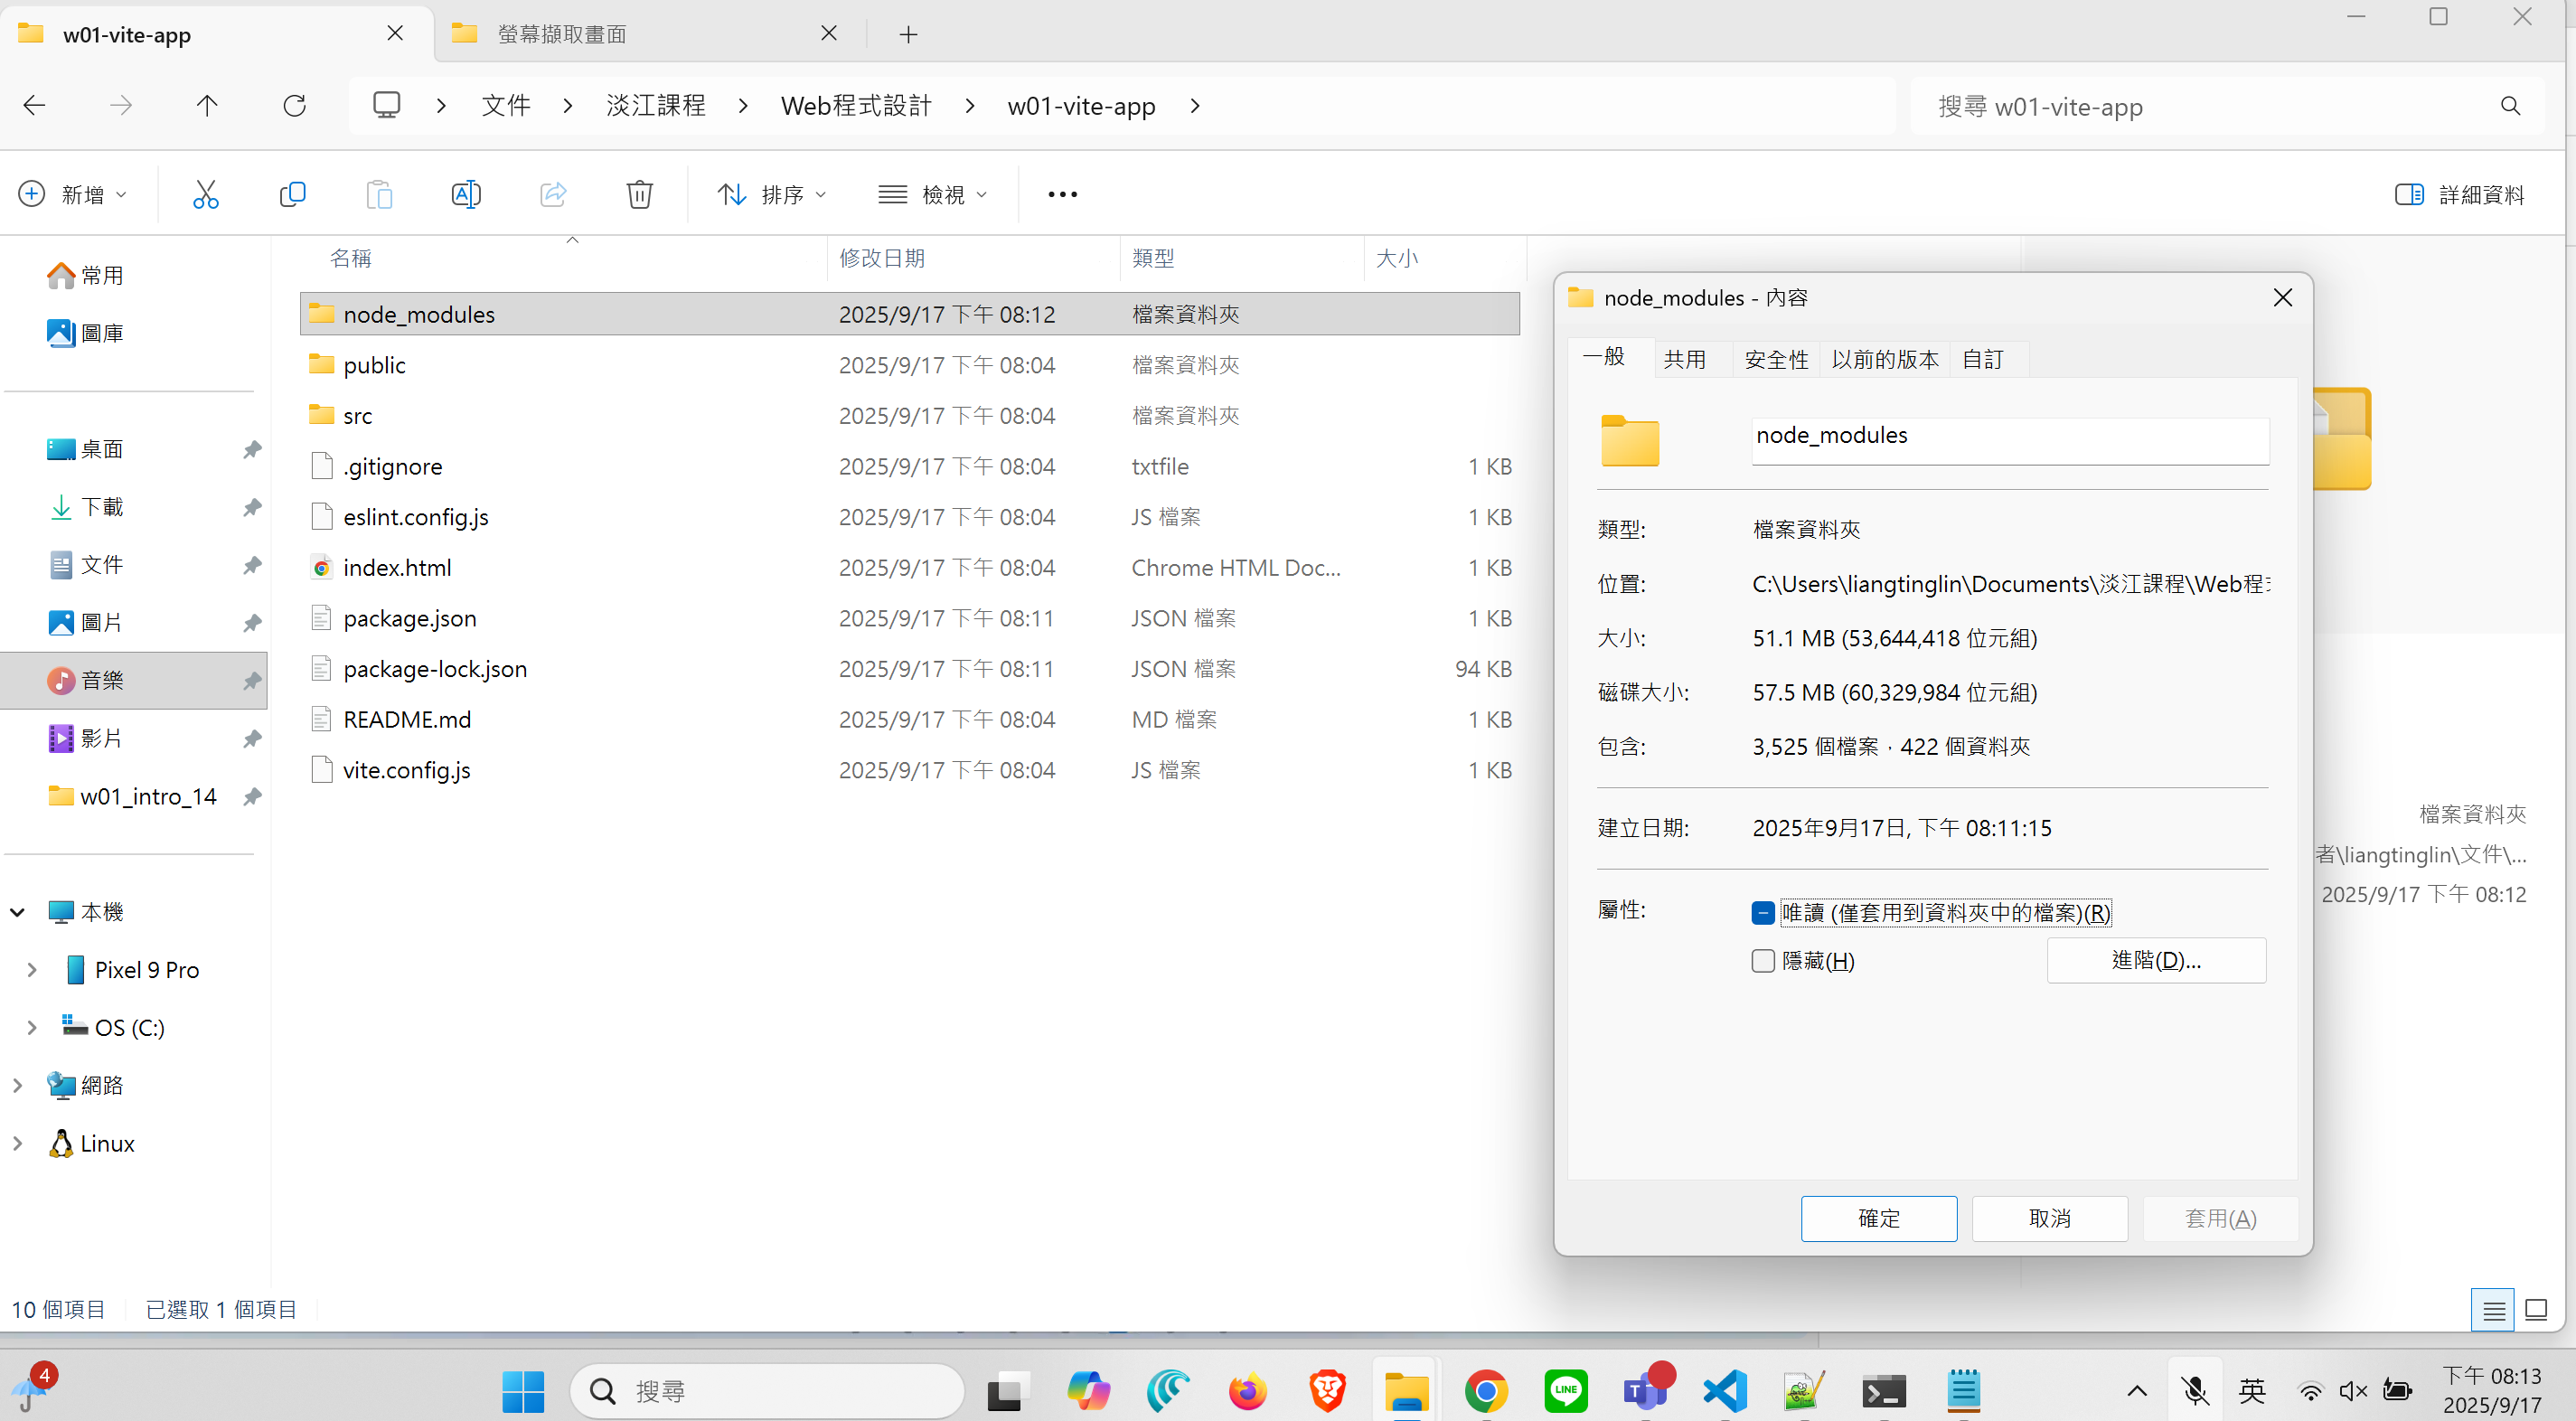 w01-vite-app
螢幕擷取畫面
文件
淡江課程
Web程式設計
w01-vite-app
搜尋 w01-vite-app
新增
排序
檢視
詳細資料
常用
圖庫
桌面
下載
文件
圖片
音樂
影片
w01_intro_14
本機
Pixel 9 Pro
OS (C:)
網路
Linux
名稱 修改日期 類型 大小
node_modules 2025/9/17 下午 08:12 檔案資料夾
public 2025/9/17 下午 08:04 檔案資料夾
src 2025/9/17 下午 08:04 檔案資料夾
.gitignore 2025/9/17 下午 08:04 txtfile 1 KB
eslint.config.js 2025/9/17 下午 08:04 JS 檔案 1 KB
index.html 2025/9/17 下午 08:04 Chrome HTML Doc... 1 KB
package.json 2025/9/17 下午 08:11 JSON 檔案 1 KB
package-lock.json 2025/9/17 下午 08:11 JSON 檔案 94 KB
README.md 2025/9/17 下午 08:04 MD 檔案 1 KB
vite.config.js 2025/9/17 下午 08:04 JS 檔案 1 KB
node_modules - 內容
一般 共用 安全性 以前的版本 自訂
node_modules
類型: 檔案資料夾
位置: C:\Users\liangtinglin\Documents\淡江課程\Web程
大小: 51.1 MB (53,644,418 位元組)
磁碟大小: 57.5 MB (60,329,984 位元組)
包含: 3,525 個檔案，422 個資料夾
建立日期: 2025年9月17日, 下午 08:11:15
屬性: 唯讀 (僅套用到資料夾中的檔案)(R)
隱藏(H)
進階(D)...
確定 取消 套用(A)
檔案資料夾
者\liangtinglin\文件\...
2025/9/17 下午 08:12
10 個項目 已選取 1 個項目
4
搜尋
LINE
T
英
下午 08:13
2025/9/17